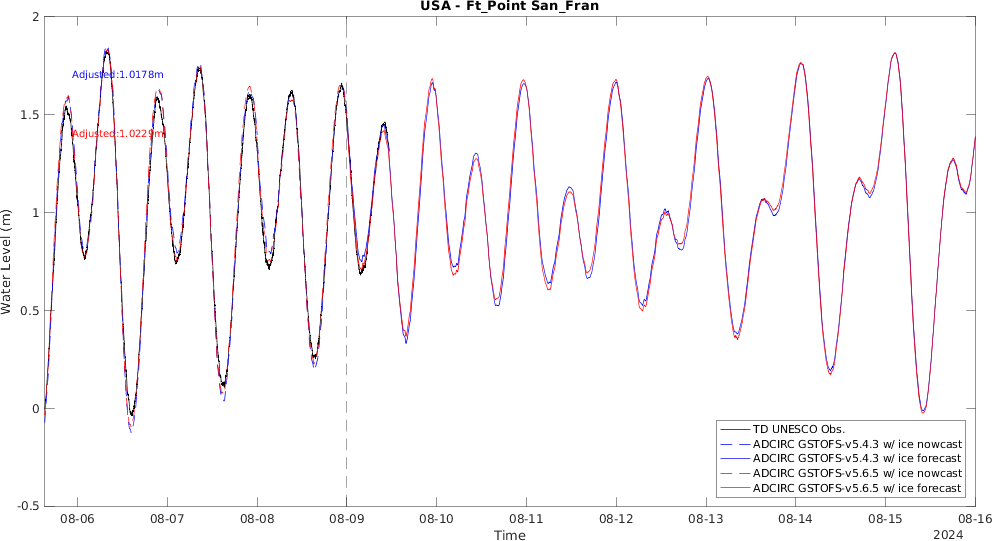 USA - Ft_Point San_Fran
2
Adjusted:1.0178m
1.5
Adjusted:1.0229m
1
Water Level (m)
0.5
0
TD UNESCO Obs.
ADCIRC GSTOFS-v5.4.3 w/ ice nowcast
ADCIRC GSTOFS-v5.4.3 w/ ice forecast
ADCIRC GSTOFS-v5.6.5 w/ ice nowcast
ADCIRC GSTOFS-v5.6.5 w/ ice forecast
-0.5
08-06 08-07 08-08 08-09 08-10 08-11 08-12 08-13 08-14 08-15 08-16
Time
2024